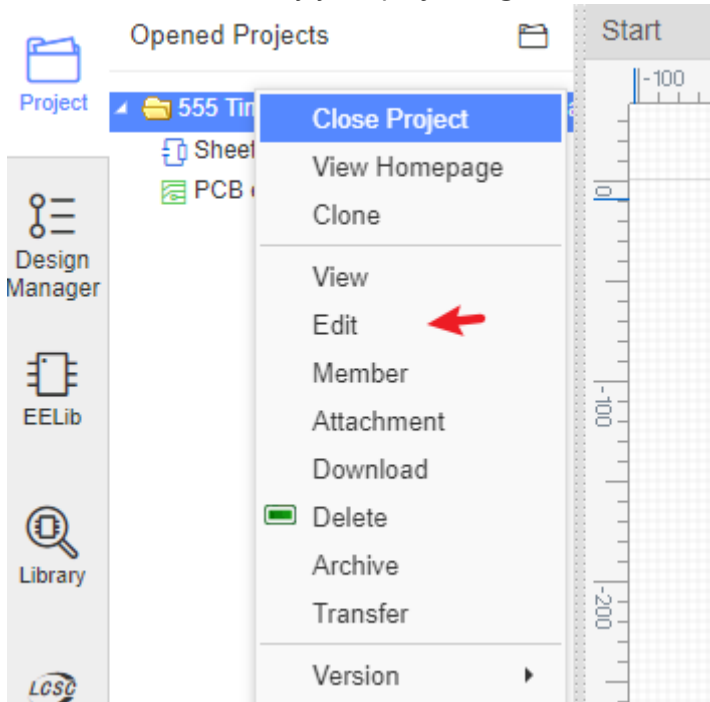 Opened Projects
Start
Project
555 Tim
Sheet
PCB
Design
Manager
EELib
Library
LCSC
Close Project
View Homepage
Clone
View
Edit
Member
Attachment
Download
Delete
Archive
Transfer
Version
-100
0
-100
-200